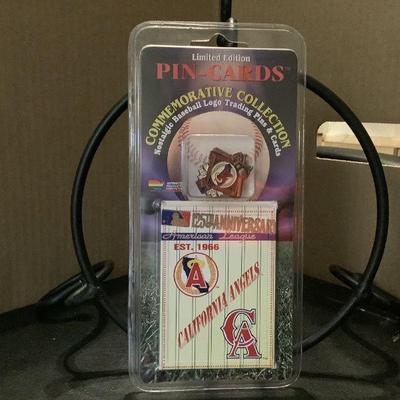 Limited Edition
PIN-CARDS™
COMMEMORATIVE COLLECTION
Nostalgic Baseball Logo Trading Pins & Cards
25th ANNIVERSARY
American League
EST. 1966
A
CALIFORNIA ANGELS
CA